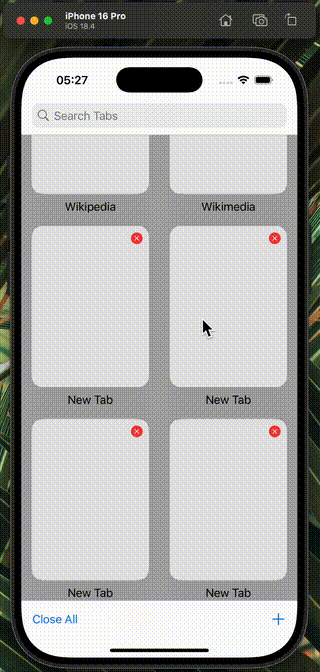 iPhone 16 Pro
iOS 18.4
05:27
Search Tabs
Wikipedia Wikimedia
New Tab New Tab
New Tab New Tab
Close All